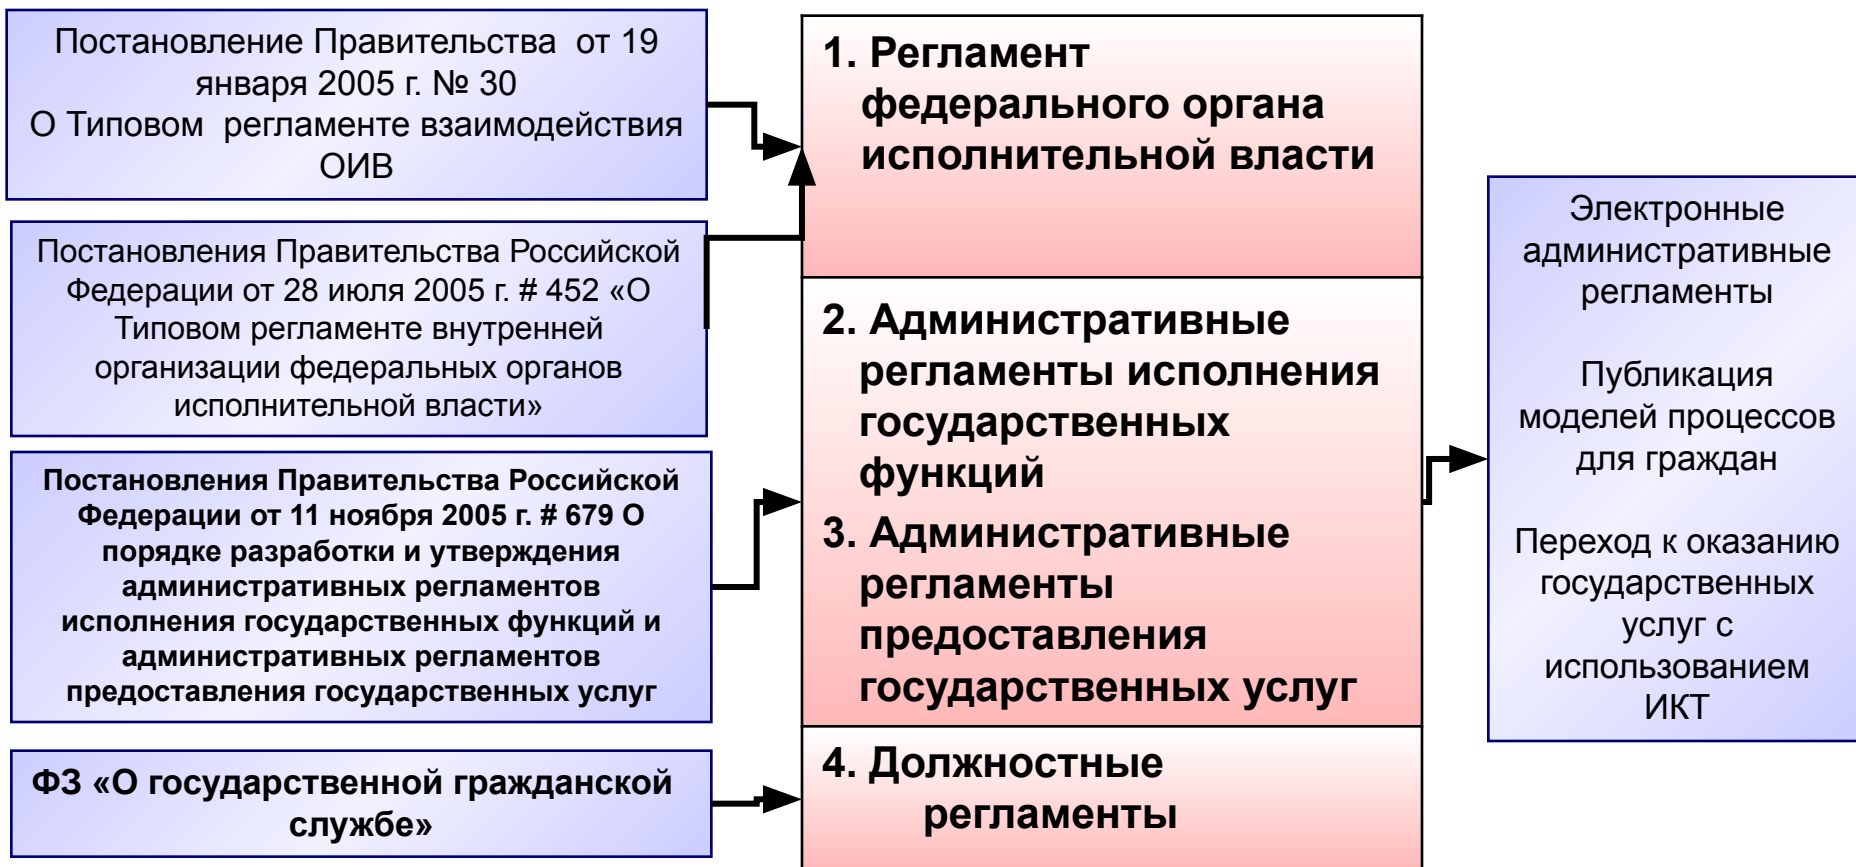 Постановление Правительства от 19
января 2005 г. № 30
О Типовом регламенте взаимодействия
ОИВ
Постановления Правительства Российской
Федерации от 28 июля 2005 г. # 452 «О
Типовом регламенте внутренней
организации федеральных органов
исполнительной власти»
Постановления Правительства Российской
Федерации от 11 ноября 2005 г. # 679 О
порядке разработки и утверждения
административных регламентов
исполнения государственных функций и
административных регламентов
предоставления государственных услуг
ФЗ «О государственной гражданской
службе»
1. Регламент
федерального органа
исполнительной власти
2. Административные
регламенты исполнения
государственных
функций
3. Административные
регламенты
предоставления
государственных услуг
4. Должностные
регламенты
Электронные
административные
регламенты
Публикация
моделей процессов
для граждан
Переход к оказанию
государственных
услуг с
использованием
ИКТ